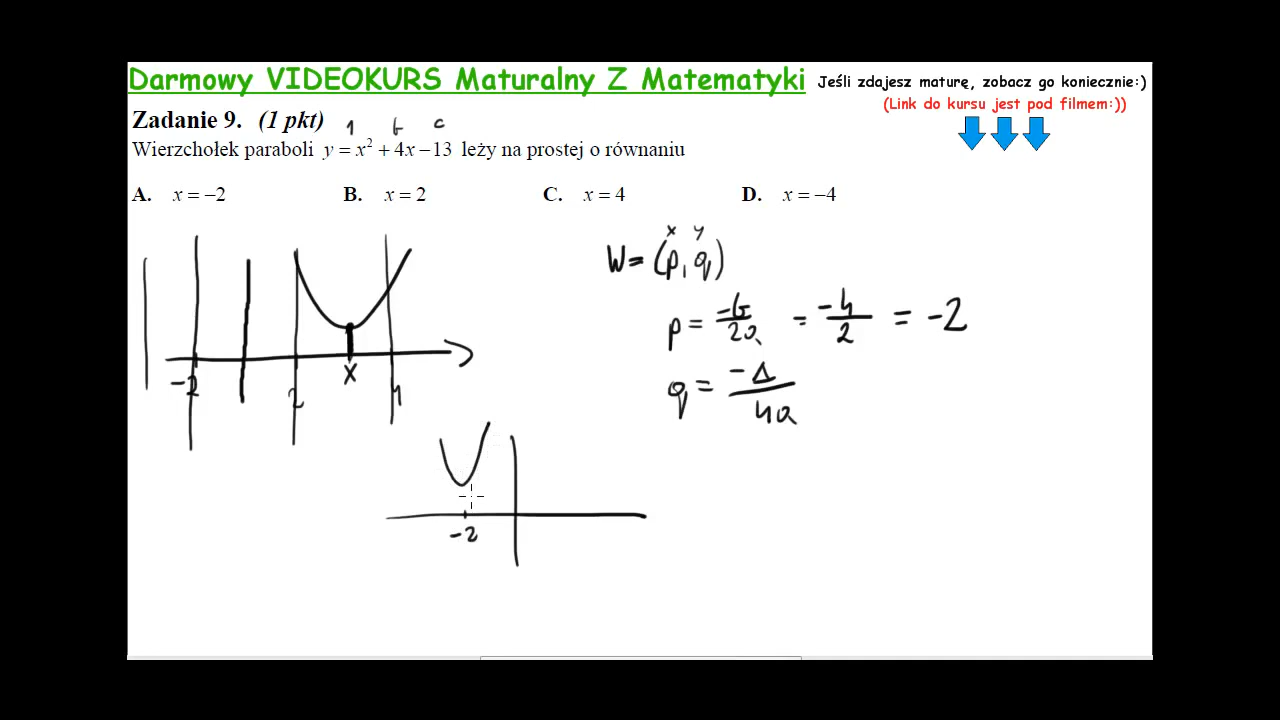 Darmowy VIDEOKURS Maturalny Z Matematyki
Jeśli zdajesz maturę, zobacz go koniecznie:)
(Link do kursu jest pod filmem:))
Zadanie 9. (1 pkt)
1 b c
Wierzchołek paraboli y = x² + 4x − 13 leży na prostej o równaniu
A. x = −2 B. x = 2 C. x = 4 D. x = −4
x y
W = (p, q)
p = -b/2a = -4/2 = -2
q = -Δ/4a
-2 2 x 4
-2